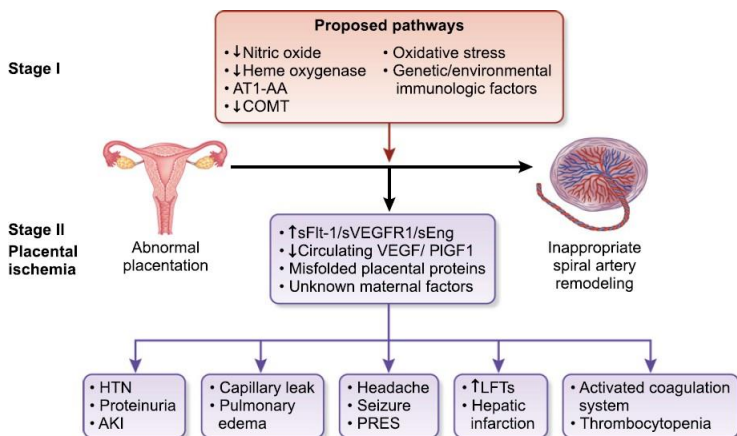 Proposed pathways
Stage I
• ↓Nitric oxide
• ↓Heme oxygenase
• AT1-AA
• ↓COMT
• Oxidative stress
• Genetic/environmental
immunologic factors
Stage II
Placental
ischemia
Abnormal
placentation
• ↑sFlt-1/sVEGFR1/sEng
• ↓Circulating VEGF/ PlGF1
• Misfolded placental proteins
• Unknown maternal factors
Inappropriate
spiral artery
remodeling
• HTN
• Proteinuria
• AKI
• Capillary leak
• Pulmonary
edema
• Headache
• Seizure
• PRES
• ↑LFTs
• Hepatic
infarction
• Activated coagulation
system
• Thrombocytopenia